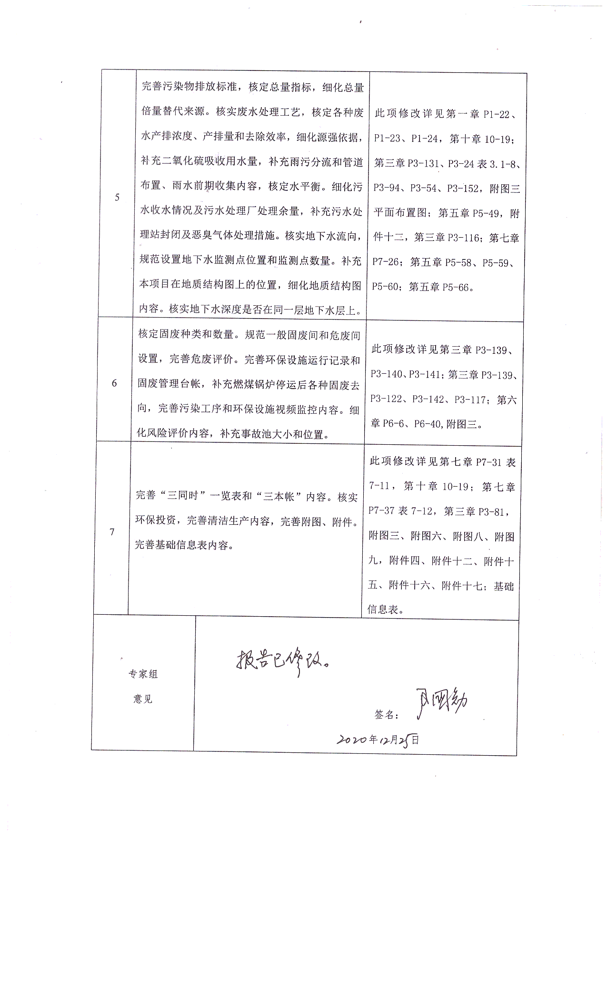 5
完善污染物排放标准，核定总量指标，细化总量
倍量替代来源。核实废水处理工艺，核定各种废
水产排浓度、产排量和去除效率，细化源强依据，
补充二氧化硫吸收用水量，补充雨污分流和管道
布置、雨水前期收集内容，核定水平衡。细化污
水收水情况及污水处理厂处理余量，补充污水处
理站封闭及恶臭气体处理措施。核实地下水流向，
规范设置地下水监测点位置和监测点数量。补充
本项目在地质结构图上的位置，细化地质结构图
内容。核实地下水深度是否在同一层地下水层上。
此项修改详见第一章 P1-22、
P1-23、P1-24，第十章 10-19；
第三章 P3-131、P3-24 表 3.1-8、
P3-94、P3-54、P3-152，附图三
平面布置图；第五章 P5-49，附
件十二，第三章 P3-116；第七章
P7-26；第五章 P5-58、P5-59、
P5-60；第五章 P5-66。
6
核定固废种类和数量。规范一般固废间和危废间
设置，完善危废评价。完善环保设施运行记录和
固废管理台帐，补充燃煤锅炉停运后各种固废去
向，完善污染工序和环保设施视频监控内容。细
化风险评价内容，补充事故池大小和位置。
此项修改详见第三章 P3-139、
P3-140、P3-141；第三章 P3-139、
P3-122、P3-142、P3-117；第六
章 P6-6、P6-40,附图三。
7
完善“三同时”一览表和“三本帐”内容。核实
环保投资，完善清洁生产内容，完善附图、附件。
完善基础信息表内容。
此项修改详见第七章 P7-31 表
7-11，第十章 10-19；第七章
P7-37 表 7-12，第三章 P3-81，
附图三、附图六、附图八、附图
九，附件四、附件十二、附件十
五、附件十六、附件十七；基础
信息表。
专家组
意见
报告已修改。
签名：
2020年12月25日